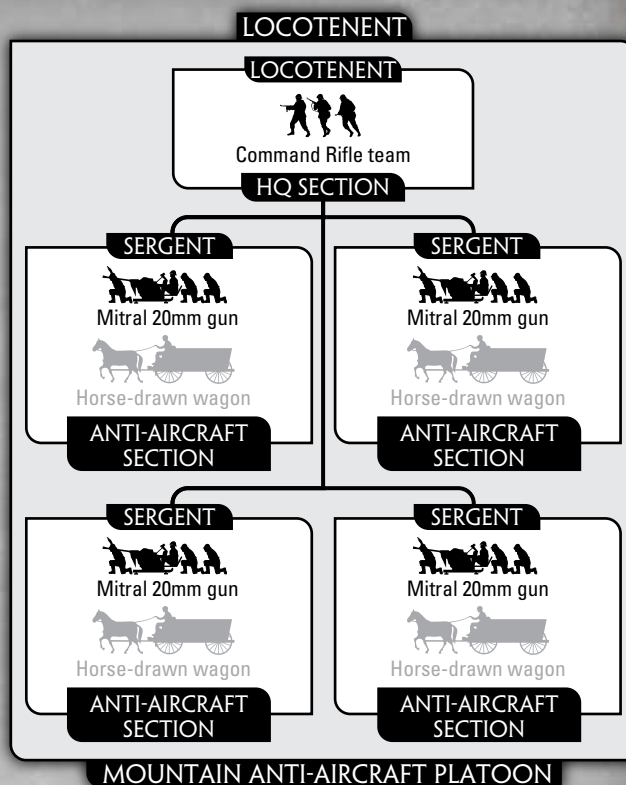 LOCOTENENT
LOCOTENENT
Command Rifle team
HQ SECTION
SERGENT
Mitral 20mm gun
Horse-drawn wagon
ANTI-AIRCRAFT
SECTION
SERGENT
Mitral 20mm gun
Horse-drawn wagon
ANTI-AIRCRAFT
SECTION
SERGENT
Mitral 20mm gun
Horse-drawn wagon
ANTI-AIRCRAFT
SECTION
SERGENT
Mitral 20mm gun
Horse-drawn wagon
ANTI-AIRCRAFT
SECTION
MOUNTAIN ANTI-AIRCRAFT PLATOON